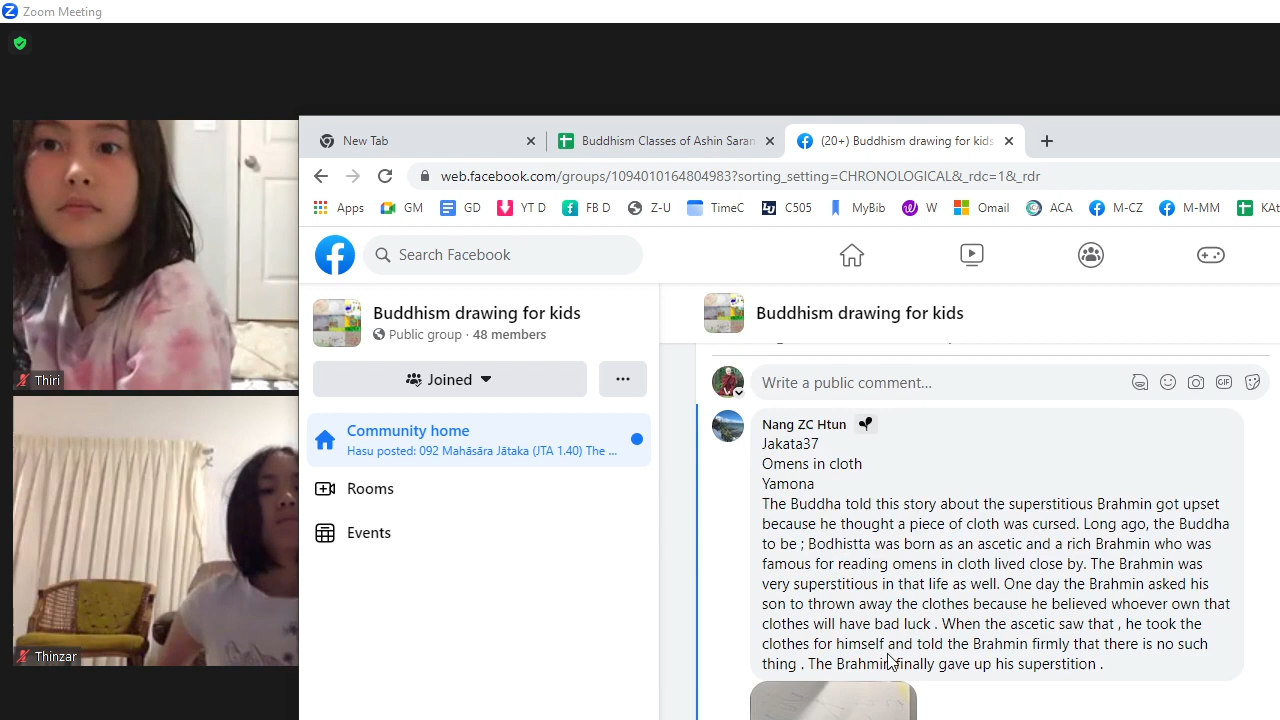 Zoom Meeting
Thiri
Thinzar
New Tab
Buddhism Classes of Ashin Saran
(20+) Buddhism drawing for kids
web.facebook.com/groups/1094010164804983?sorting_setting=CHRONOLOGICAL&_rdc=1&_rdr
Apps GM GD YT D FB D Z-U TimeC C505 MyBib W Omail ACA M-CZ M-MM KAt
Search Facebook
Buddhism drawing for kids
Public group · 48 members
Joined
Community home
Hasu posted: 092 Mahāsāra Jātaka (JTA 1.40) The ...
Rooms
Events
Buddhism drawing for kids
Write a public comment...
GIF
Nang ZC Htun
Jakata37
Omens in cloth
Yamona
The Buddha told this story about the superstitious Brahmin got upset
because he thought a piece of cloth was cursed. Long ago, the Buddha
to be ; Bodhistta was born as an ascetic and a rich Brahmin who was
famous for reading omens in cloth lived close by. The Brahmin was
very superstitious in that life as well. One day the Brahmin asked his
son to thrown away the clothes because he believed whoever own that
clothes will have bad luck . When the ascetic saw that , he took the
clothes for himself and told the Brahmin firmly that there is no such
thing . The Brahmin finally gave up his superstition .